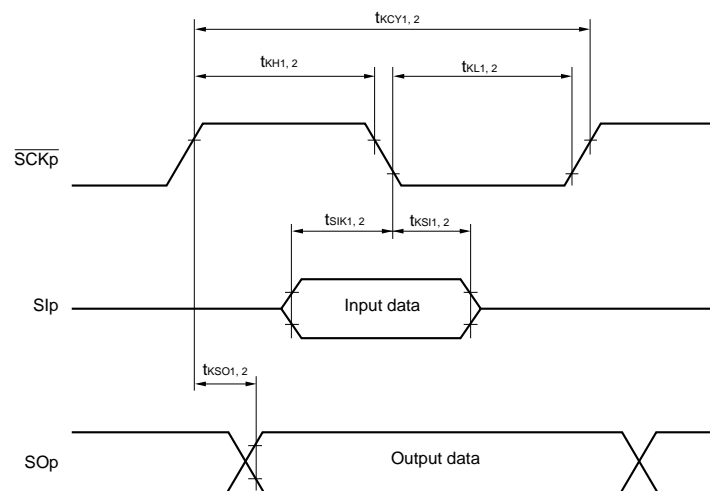 tKCY1, 2
tKH1, 2
tKL1, 2
SCKp
tSIK1, 2
tKSI1, 2
SIp
Input data
tKSO1, 2
SOp
Output data